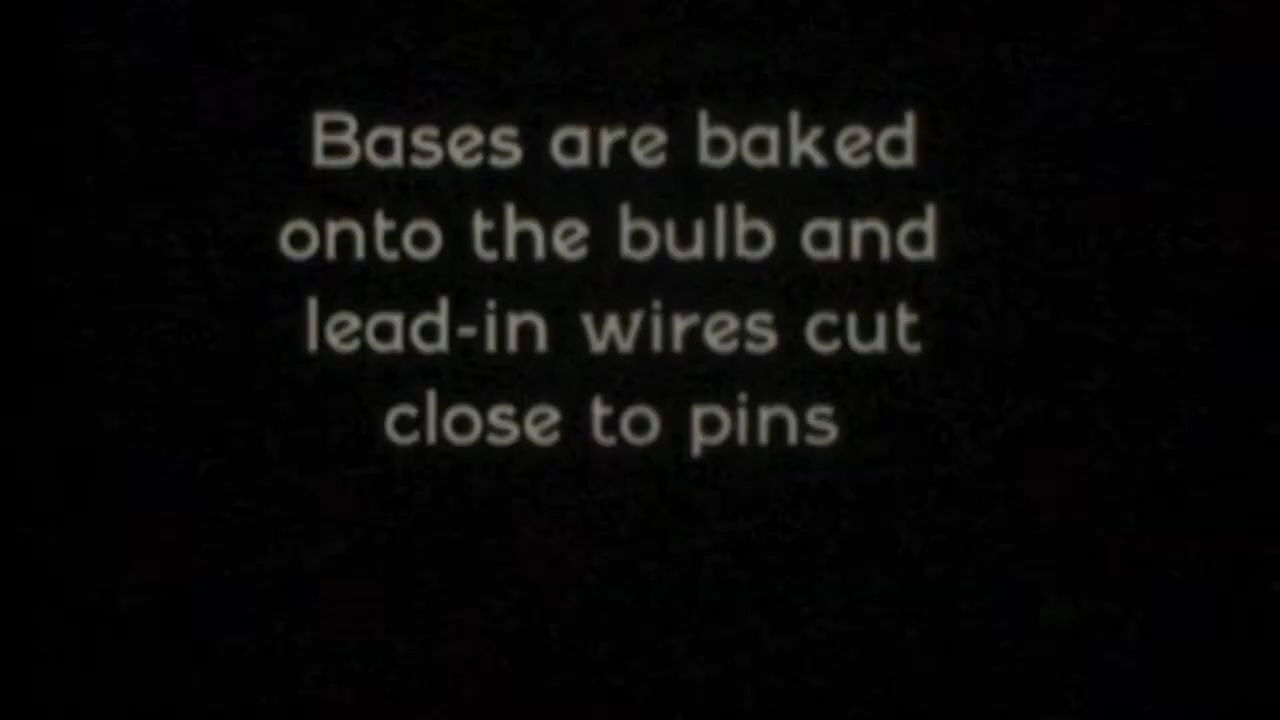 Bases are baked
onto the bulb and
lead-in wires cut
close to pins